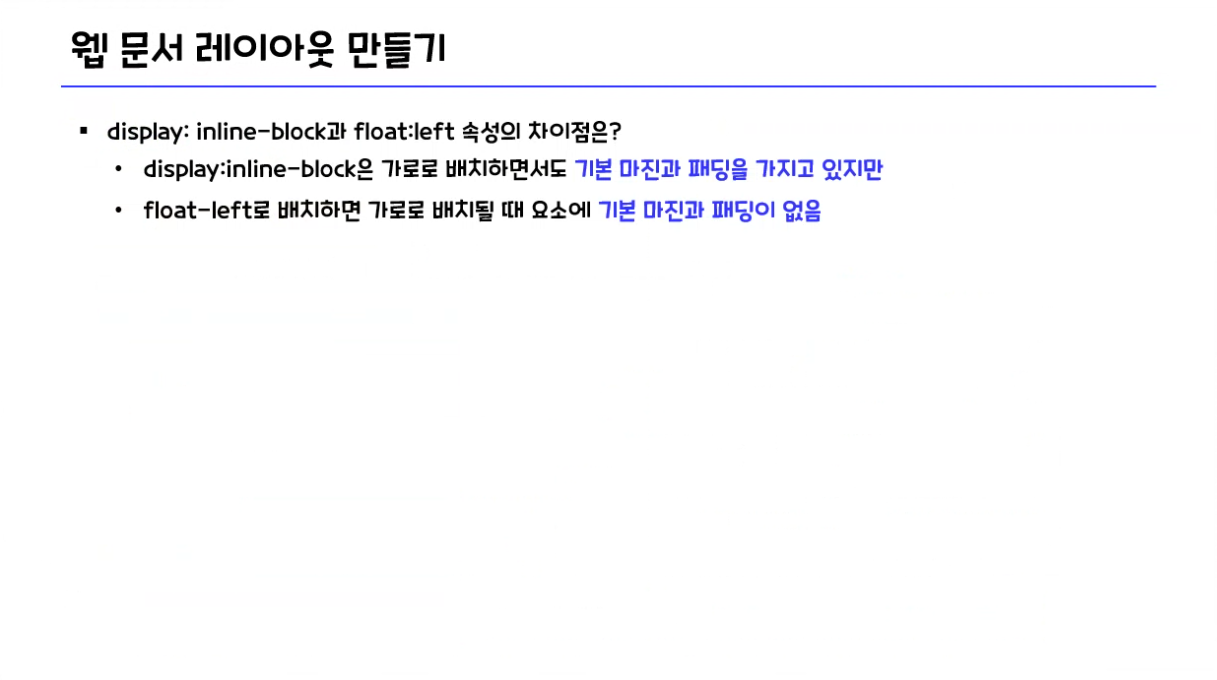 웹 문서 레이아웃 만들기
▪ display: inline-block과 float:left 속성의 차이점은?
• display:inline-block은 가로로 배치하면서도 기본 마진과 패딩을 가지고 있지만
• float-left로 배치하면 가로로 배치될 때 요소에 기본 마진과 패딩이 없음